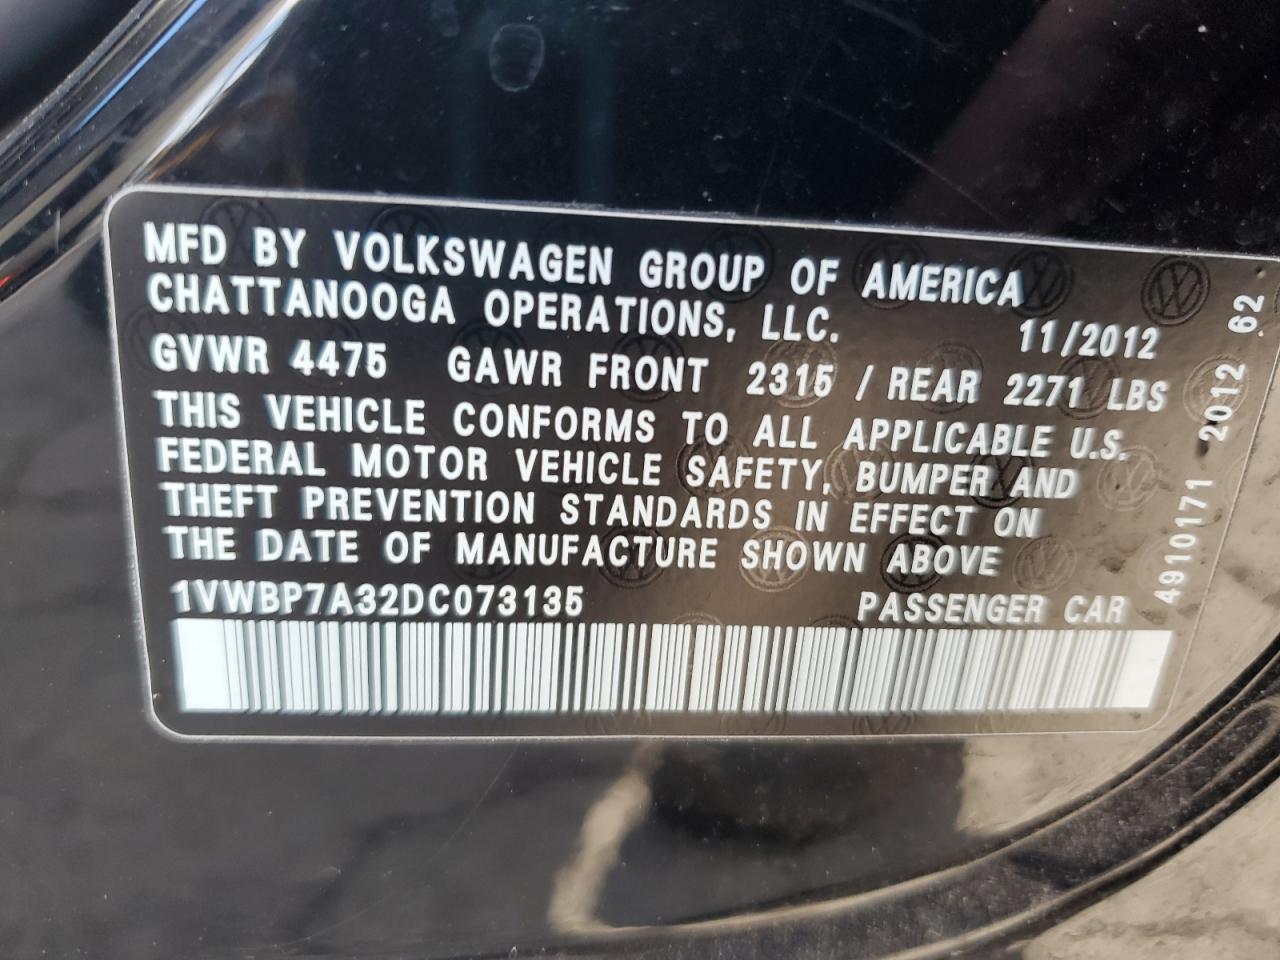 MFD BY VOLKSWAGEN GROUP OF AMERICA
CHATTANOOGA OPERATIONS, LLC. 11/2012
GVWR 4475 GAWR FRONT 2315 / REAR 2271 LBS
THIS VEHICLE CONFORMS TO ALL APPLICABLE U.S.
FEDERAL MOTOR VEHICLE SAFETY, BUMPER AND
THEFT PREVENTION STANDARDS IN EFFECT ON
THE DATE OF MANUFACTURE SHOWN ABOVE
1VWBP7A32DC073135 PASSENGER CAR
4910171 2012 62